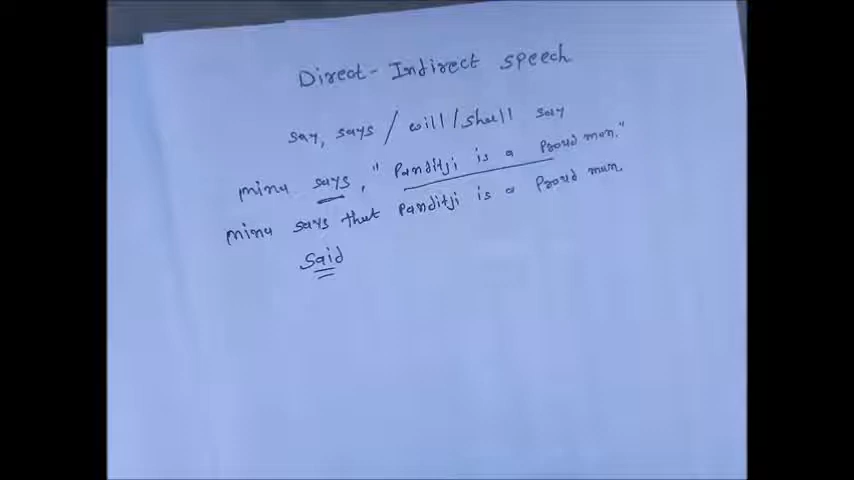 Direct - Indirect speech
say, says / will / shall say
minu says, "Panditji is a Proud man."
minu says that Panditji is a Proud man.
Said